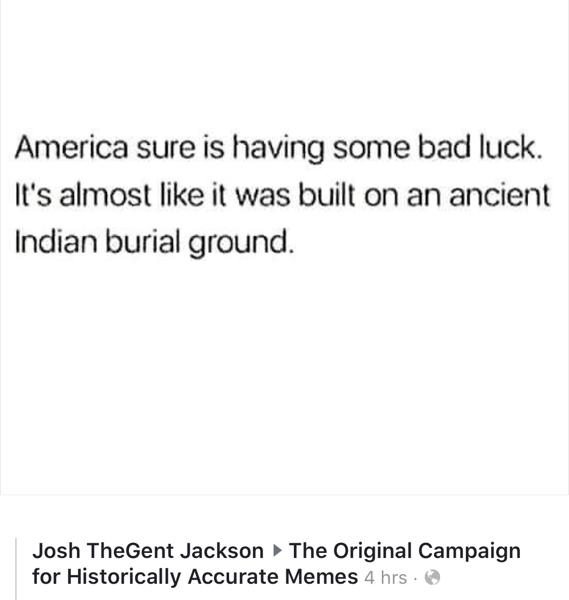 America sure is having some bad luck.
It's almost like it was built on an ancient
Indian burial ground.
Josh TheGent Jackson ▸ The Original Campaign
for Historically Accurate Memes 4 hrs ·